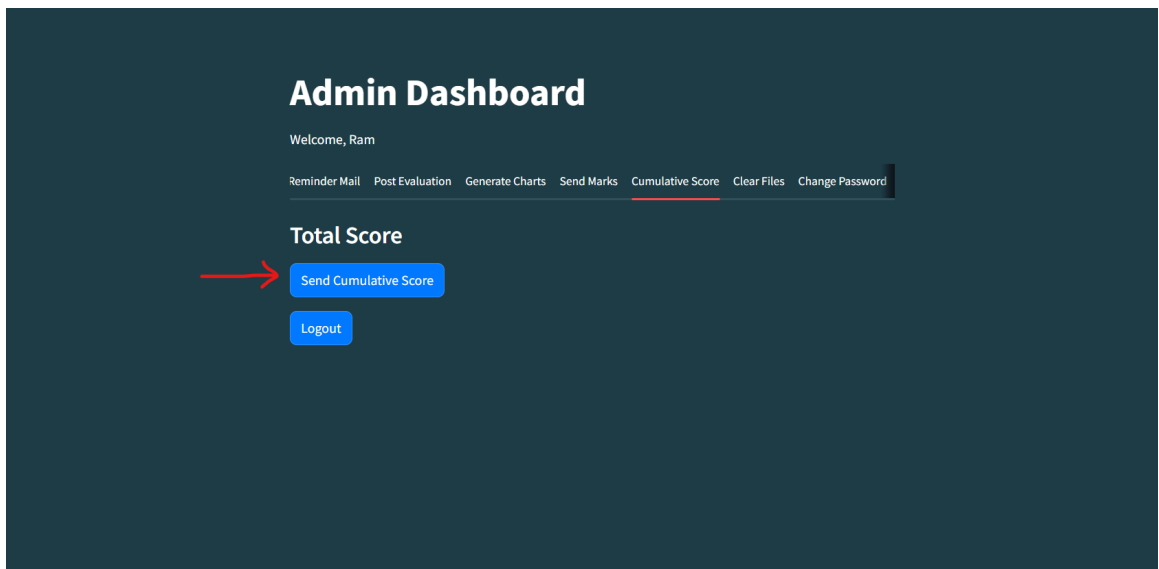 Admin Dashboard
Welcome, Ram
Reminder Mail Post Evaluation Generate Charts Send Marks Cumulative Score Clear Files Change Password
Total Score
Send Cumulative Score
Logout